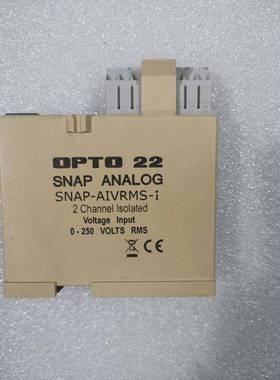 OPTO 22
SNAP ANALOG
SNAP-AIVRMS-i
2 Channel Isolated
Voltage Input
0 - 250 VOLTS RMS
CE